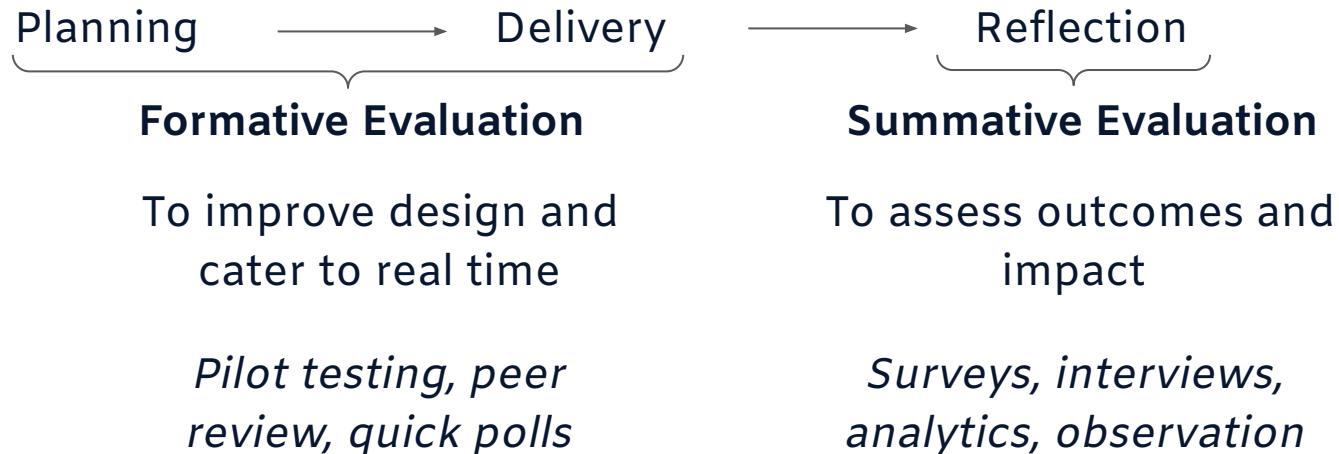 Planning
Delivery
Reflection
Formative Evaluation
To improve design and
cater to real time
Pilot testing, peer
review, quick polls
Summative Evaluation
To assess outcomes and
impact
Surveys, interviews,
analytics, observation